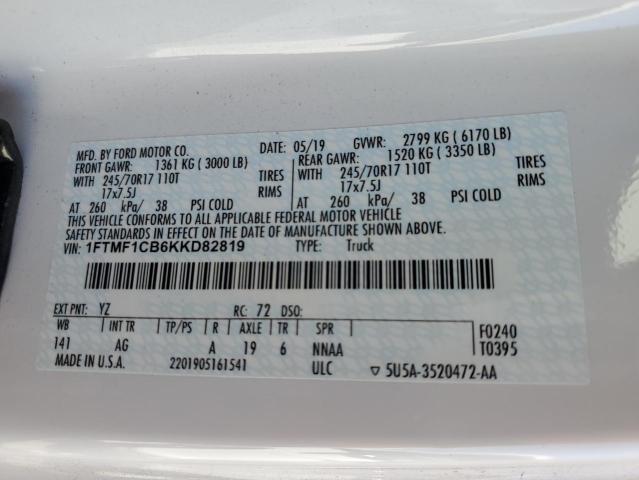 MFD. BY FORD MOTOR CO. DATE: 05/19 GVWR: 2799 KG ( 6170 LB)
FRONT GAWR: 1361 KG ( 3000 LB) REAR GAWR: 1520 KG ( 3350 LB)
WITH 245/70R17 110T TIRES WITH 245/70R17 110T TIRES
17x7.5J RIMS 17x7.5J RIMS
AT 260 kPa/ 38 PSI COLD AT 260 kPa/ 38 PSI COLD
THIS VEHICLE CONFORMS TO ALL APPLICABLE FEDERAL MOTOR VEHICLE
SAFETY STANDARDS IN EFFECT ON THE DATE OF MANUFACTURE SHOWN ABOVE.
VIN: 1FTMF1CB6KKD82819 TYPE: Truck
EXT PNT: YZ RC: 72 DSO:
WB INT TR TP/PS R AXLE TR SPR F0240
141 AG A 19 6 NNAA T0395
MADE IN U.S.A. 2201905161541 ULC ▽ 5U5A-3520472-AA